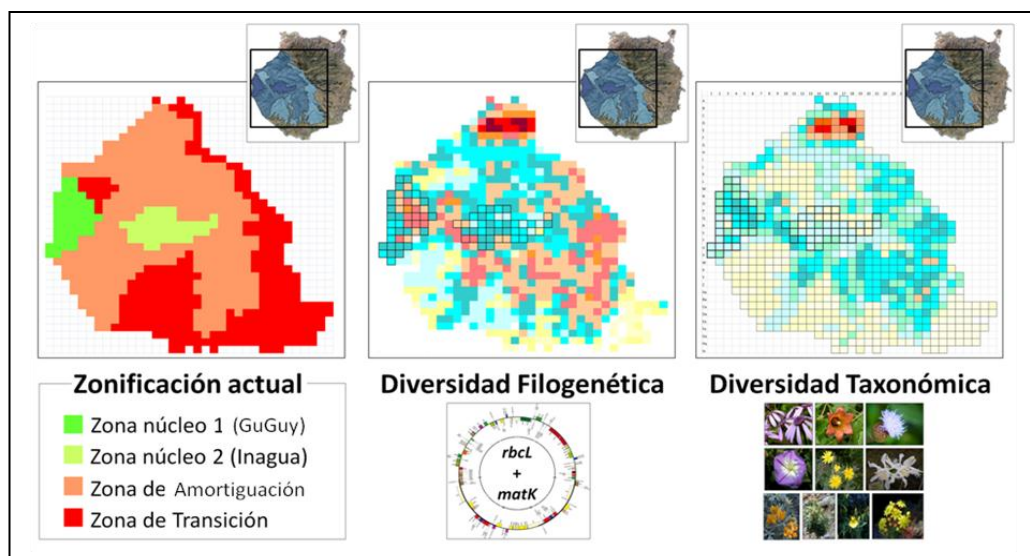 Zonificación actual
Zona núcleo 1 (GuGuy)
Zona núcleo 2 (Inagua)
Zona de Amortiguación
Zona de Transición
Diversidad Filogenética
rbcL
+
matK
Diversidad Taxonómica